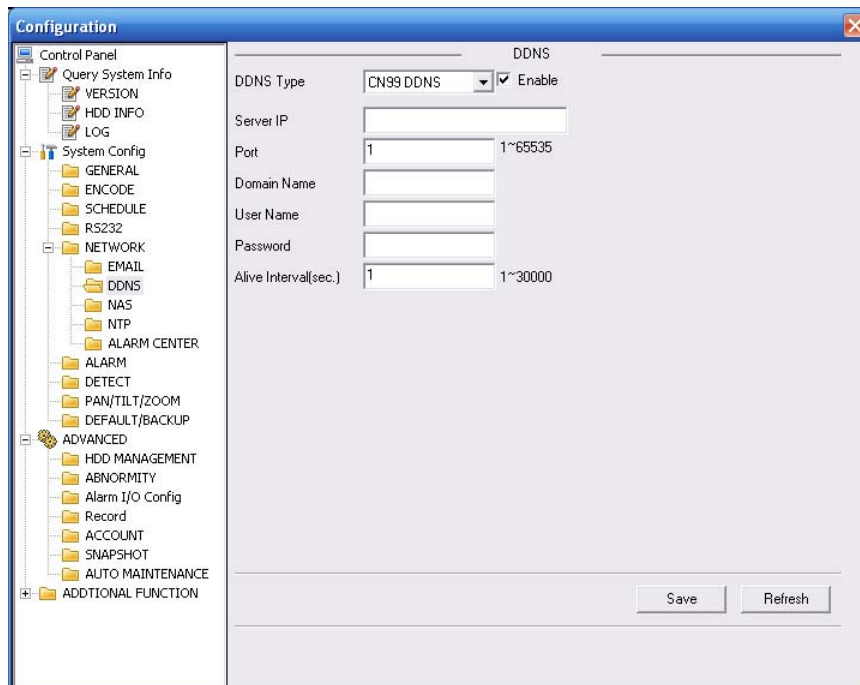 Configuration
Control Panel
Query System Info
VERSION
HDD INFO
LOG
System Config
GENERAL
ENCODE
SCHEDULE
RS232
NETWORK
EMAIL
DDNS
NAS
NTP
ALARM CENTER
ALARM
DETECT
PAN/TILT/ZOOM
DEFAULT/BACKUP
ADVANCED
HDD MANAGEMENT
ABNORMITY
Alarm I/O Config
Record
ACCOUNT
SNAPSHOT
AUTO MAINTENANCE
ADDTIONAL FUNCTION
DDNS
DDNS Type CN99 DDNS Enable
Server IP
Port 1 1~65535
Domain Name
User Name
Password
Alive Interval(sec.) 1 1~30000
Save Refresh